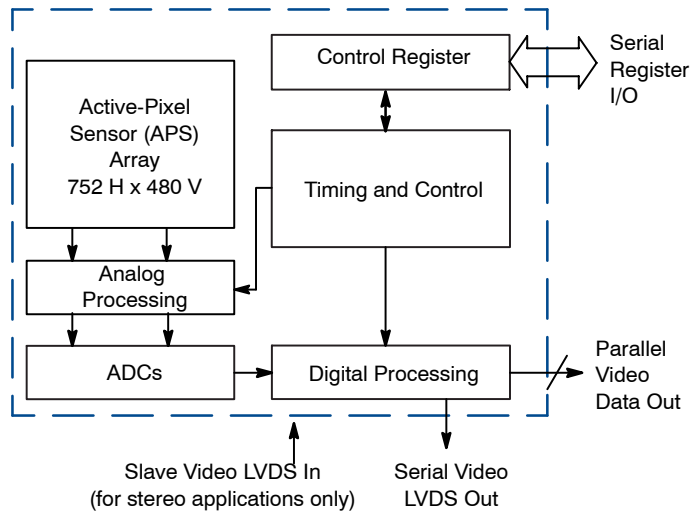 Control Register
Serial
Register
I/O
Active-Pixel
Sensor (APS)
Array
752 H x 480 V
Timing and Control
Analog
Processing
ADCs
Digital Processing
Parallel
Video
Data Out
Slave Video LVDS In
(for stereo applications only)
Serial Video
LVDS Out